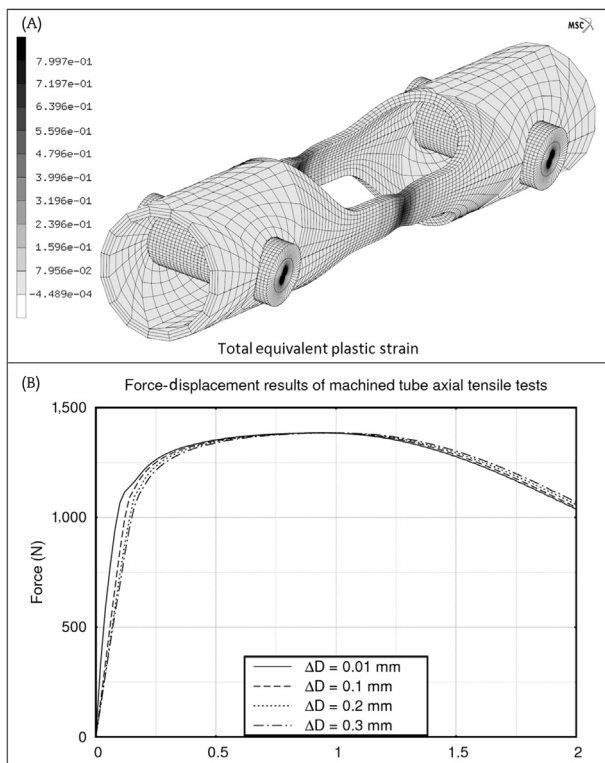 (A)
MSC
7.997e-01
7.197e-01
6.396e-01
5.596e-01
4.796e-01
3.996e-01
3.196e-01
2.396e-01
1.596e-01
7.956e-02
-4.489e-04
Total equivalent plastic strain
(B)
Force-displacement results of machined tube axial tensile tests
1,500
1.000
500
0
Force (N)
ΔD = 0.01 mm
ΔD = 0.1 mm
ΔD = 0.2 mm
ΔD = 0.3 mm
0 0.5 1 1.5 2